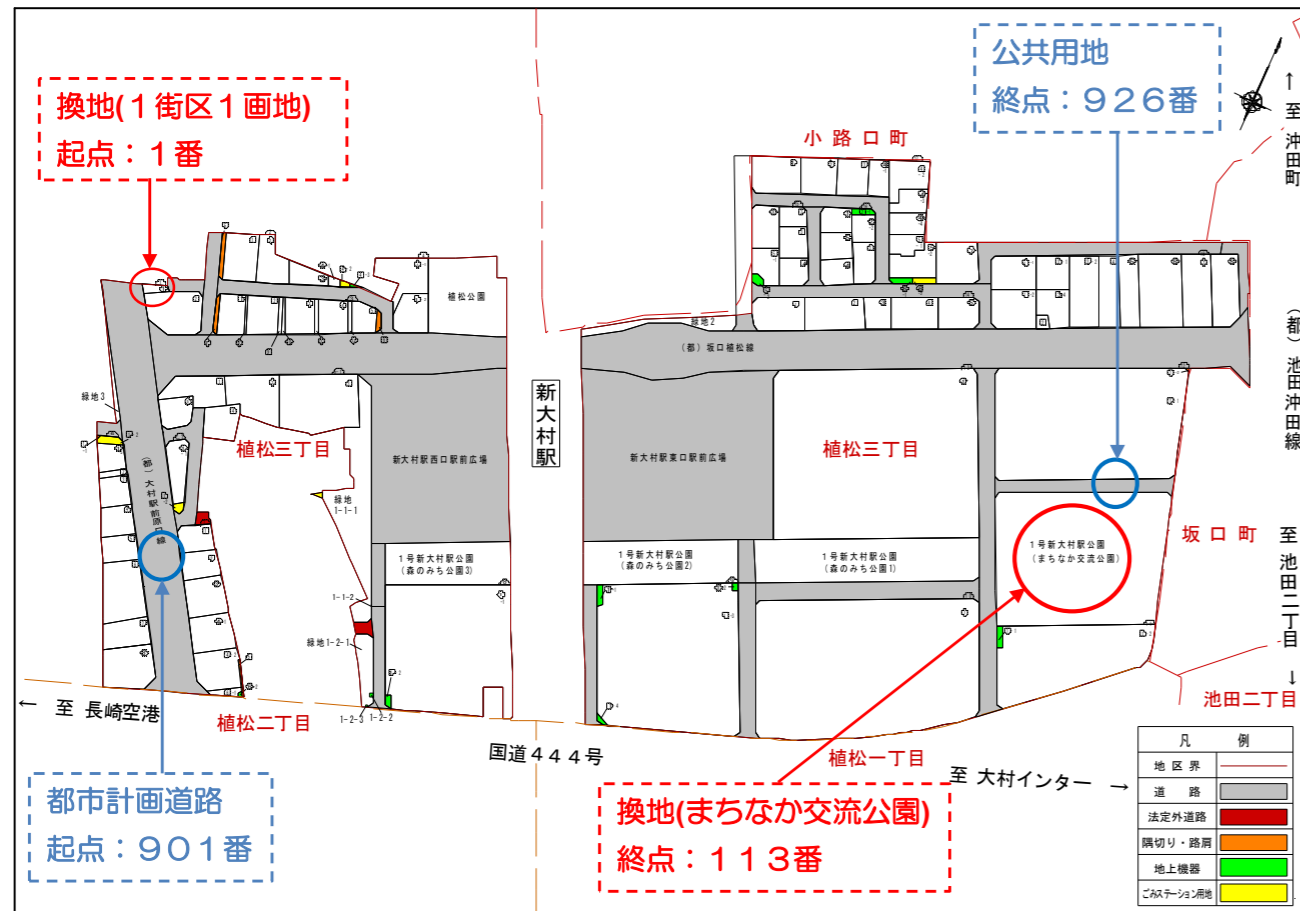 公共用地
終点：926番
換地(１街区１画地)
起点：１番
↑
至
沖田町
小路口町
植松公園
緑地2
(都) 坂口植松線
(都) 池田沖田線
新大村駅
緑地3
植松三丁目
新大村駅西口駅前広場
新大村駅東口駅前広場
植松三丁目
(都) 大村駅前原口線
緑地
1-1-1
坂口町
至
池田二丁目
↓
1号新大村駅公園
(森のみち公園3)
1号新大村駅公園
(森のみち公園2)
1号新大村駅公園
(森のみち公園1)
1号新大村駅公園
(まちなか交流公園)
1-1-2
緑地1-2-1
池田二丁目
← 至 長崎空港
植松二丁目
1-2-3
1-2-2
国道４４４号
植松一丁目
至 大村インター →
都市計画道路
起点：９０１番
換地(まちなか交流公園)
終点：１１３番
凡 例
地区界
道 路
法定外道路
隅切り・路肩
地上機器
ごみステーション用地